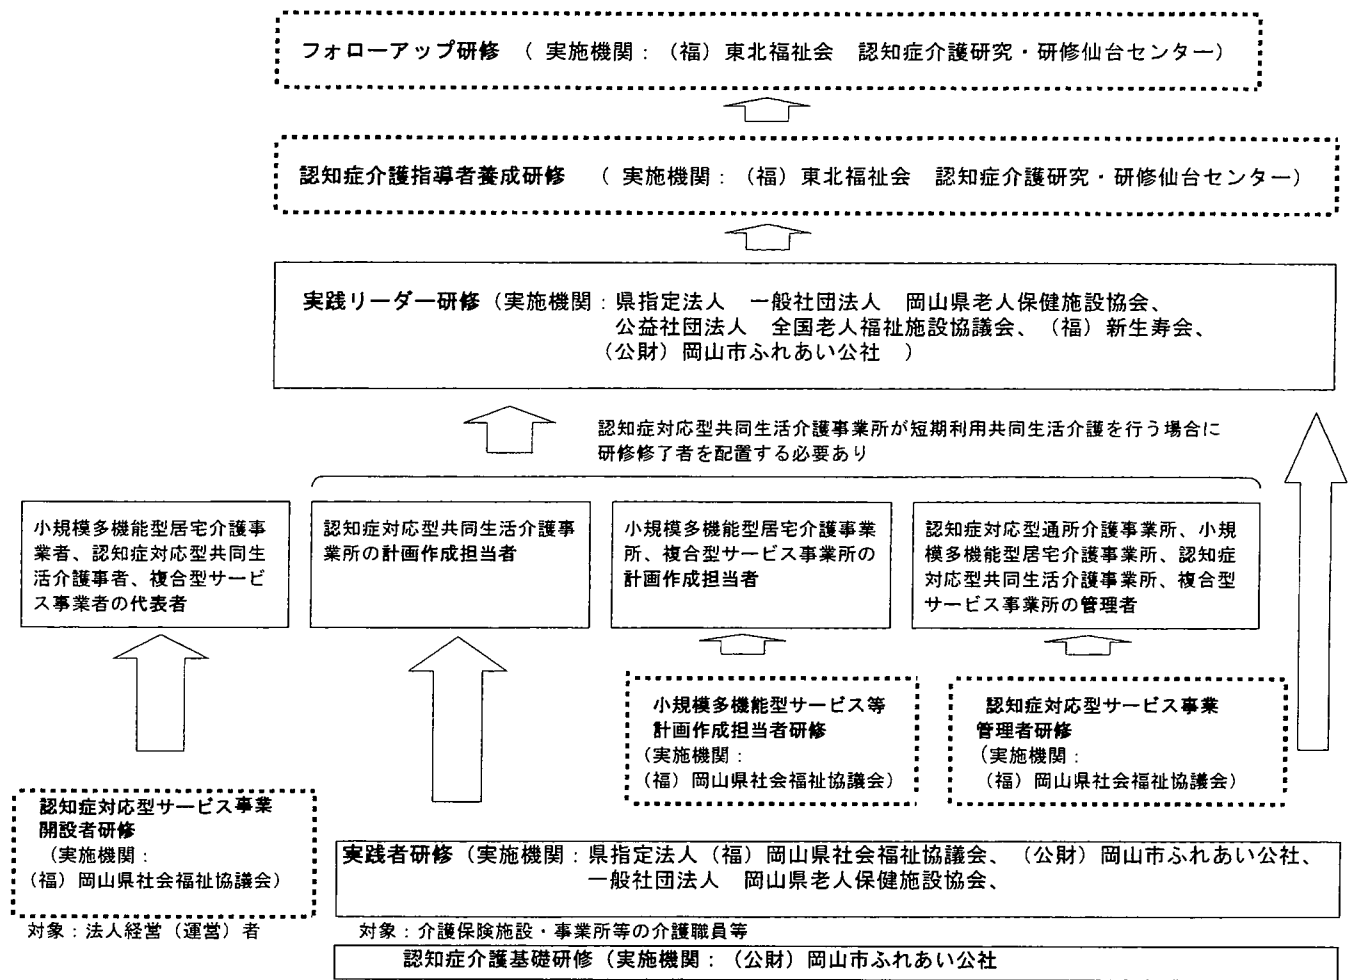 フォローアップ研修 （ 実施機関：（福）東北福祉会　認知症介護研究・研修仙台センター）
認知症介護指導者養成研修　（ 実施機関：（福）東北福祉会　認知症介護研究・研修仙台センター）
実践リーダー研修（実施機関：県指定法人　一般社団法人　岡山県老人保健施設協会、
公益社団法人　全国老人福祉施設協議会、（福）新生寿会、
（公財）岡山市ふれあい公社　）
認知症対応型共同生活介護事業所が短期利用共同生活介護を行う場合に
研修修了者を配置する必要あり
小規模多機能型居宅介護事
業者、認知症対応型共同生
活介護事者、複合型サービ
ス事業者の代表者
認知症対応型共同生活介護事
業所の計画作成担当者
小規模多機能型居宅介護事業
所、複合型サービス事業所の
計画作成担当者
認知症対応型通所介護事業所、小規
模多機能型居宅介護事業所、認知症
対応型共同生活介護事業所、複合型
サービス事業所の管理者
小規模多機能型サービス等
計画作成担当者研修
（実施機関：
（福）岡山県社会福祉協議会）
認知症対応型サービス事業
管理者研修
（実施機関：
（福）岡山県社会福祉協議会）
認知症対応型サービス事業
開設者研修
（実施機関：
（福）岡山県社会福祉協議会）
対象：法人経営（運営）者
実践者研修（実施機関：県指定法人（福）岡山県社会福祉協議会、（公財）岡山市ふれあい公社、
一般社団法人　岡山県老人保健施設協会、
対象：介護保険施設・事業所等の介護職員等
認知症介護基礎研修（実施機関：（公財）岡山市ふれあい公社